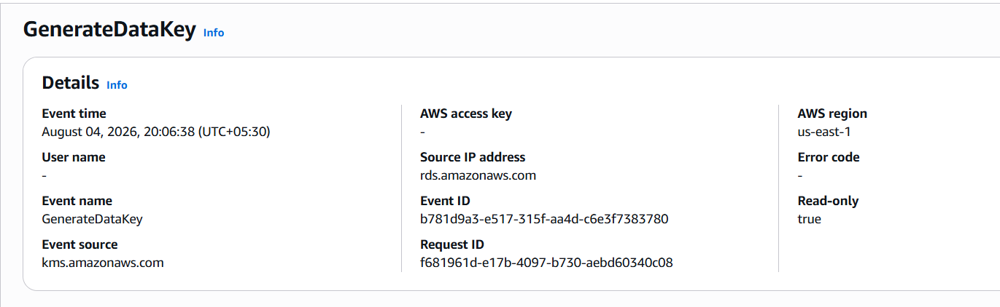 GenerateDataKey Info
Details Info
Event time
August 04, 2026, 20:06:38 (UTC+05:30)
User name
-
Event name
GenerateDataKey
Event source
kms.amazonaws.com
AWS access key
-
Source IP address
rds.amazonaws.com
Event ID
b781d9a3-e517-315f-aa4d-c6e3f7383780
Request ID
f681961d-e17b-4097-b730-aebd60340c08
AWS region
us-east-1
Error code
-
Read-only
true